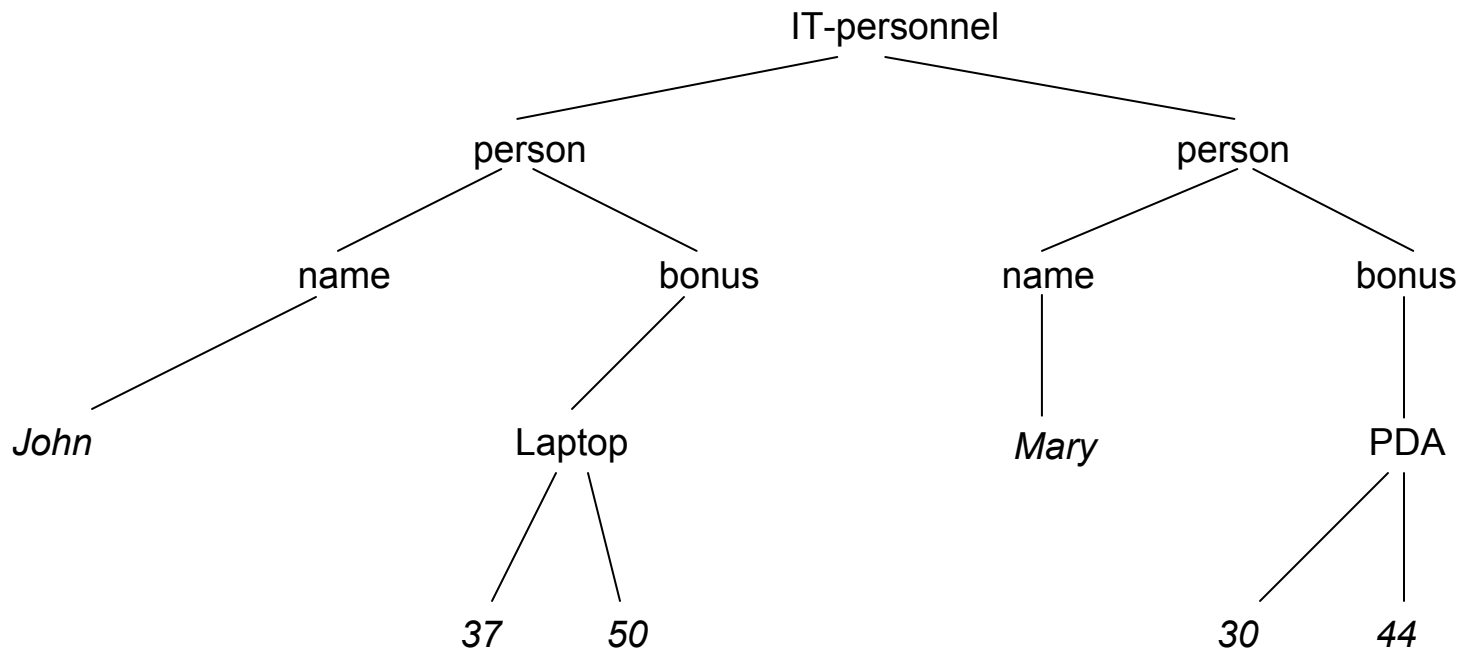 IT-personnel
person person
name bonus name bonus
John Laptop Mary PDA
37 50 30 44